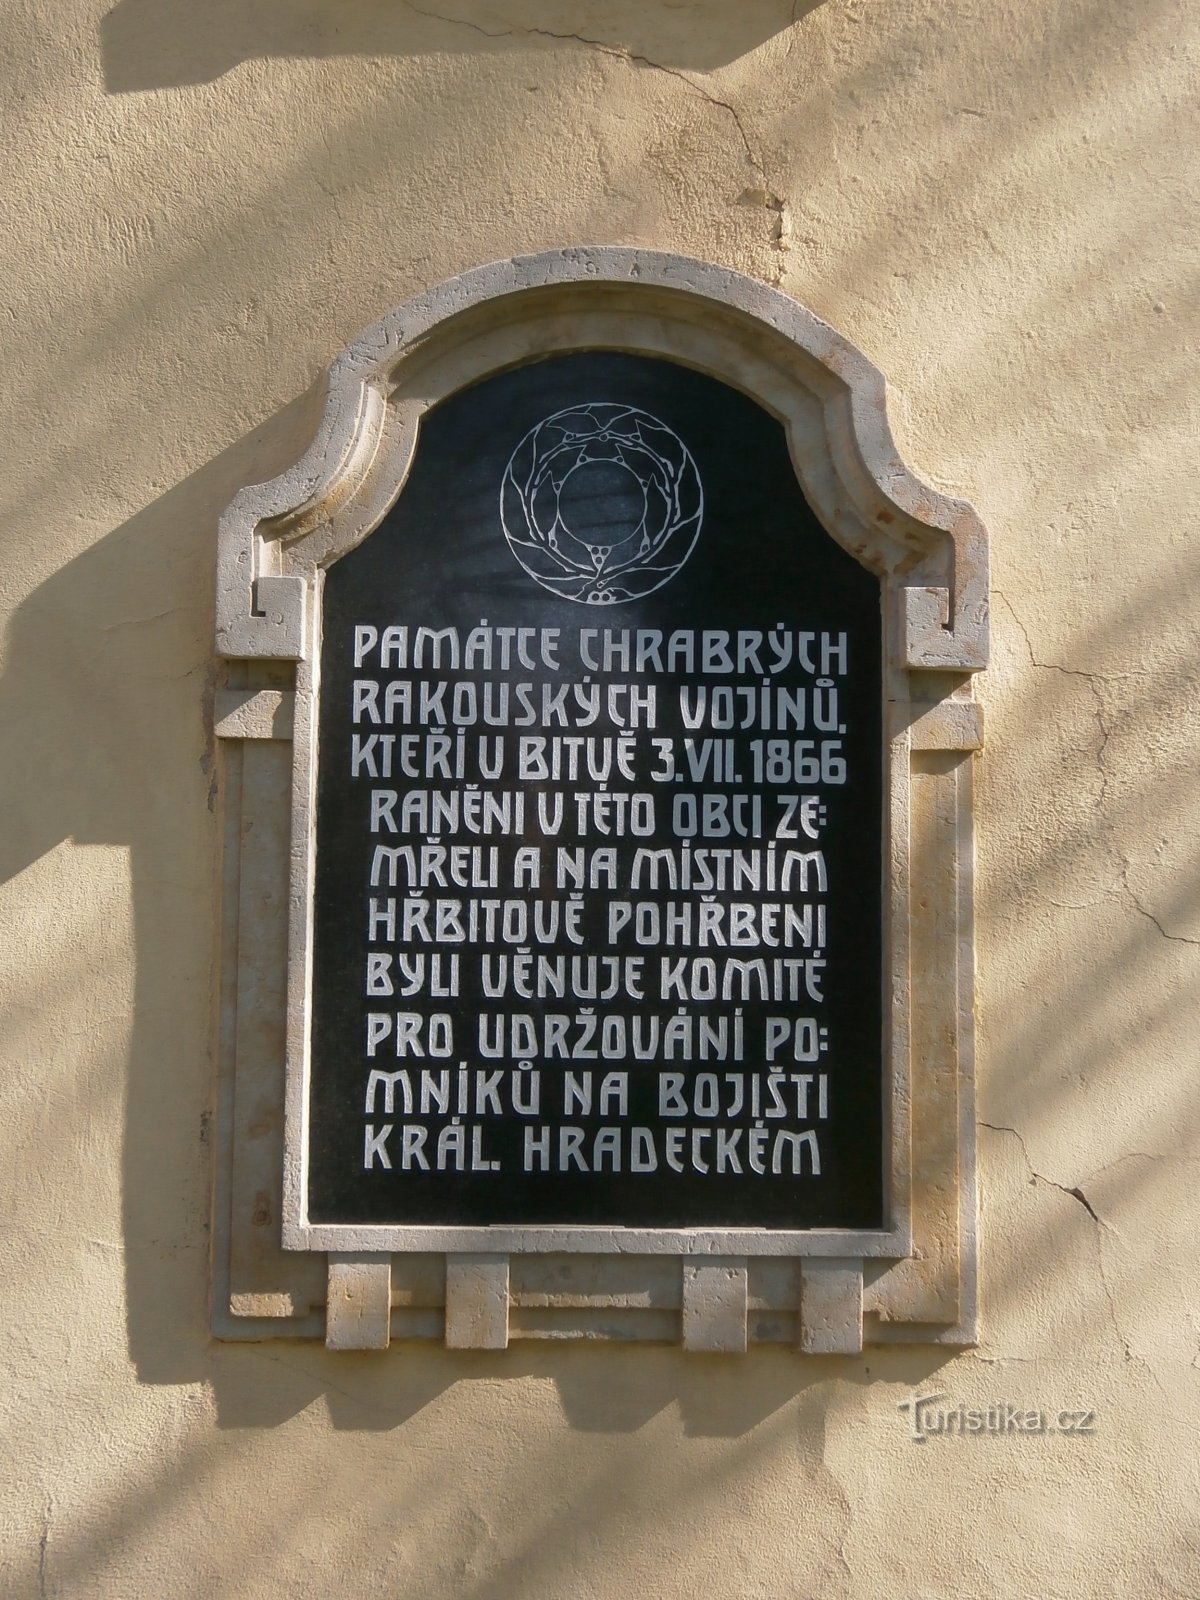 PAMÁTCE CHRABRÝCH
RAKOUSKÝCH VOJÍNŮ,
KTEŘÍ V BITVĚ 3.VII. 1866
RANĚNI V TÉTO OBCI ZE:
MŘELI A NA MÍSTNÍM
HŘBITOVĚ POHŘBENI
BYLI VĚNUJE KOMITÉ
PRO UDRŽOVÁNÍ PO:
MNÍKŮ NA BOJIŠTI
KRÁL. HRADECKÉM
Turistika.cz